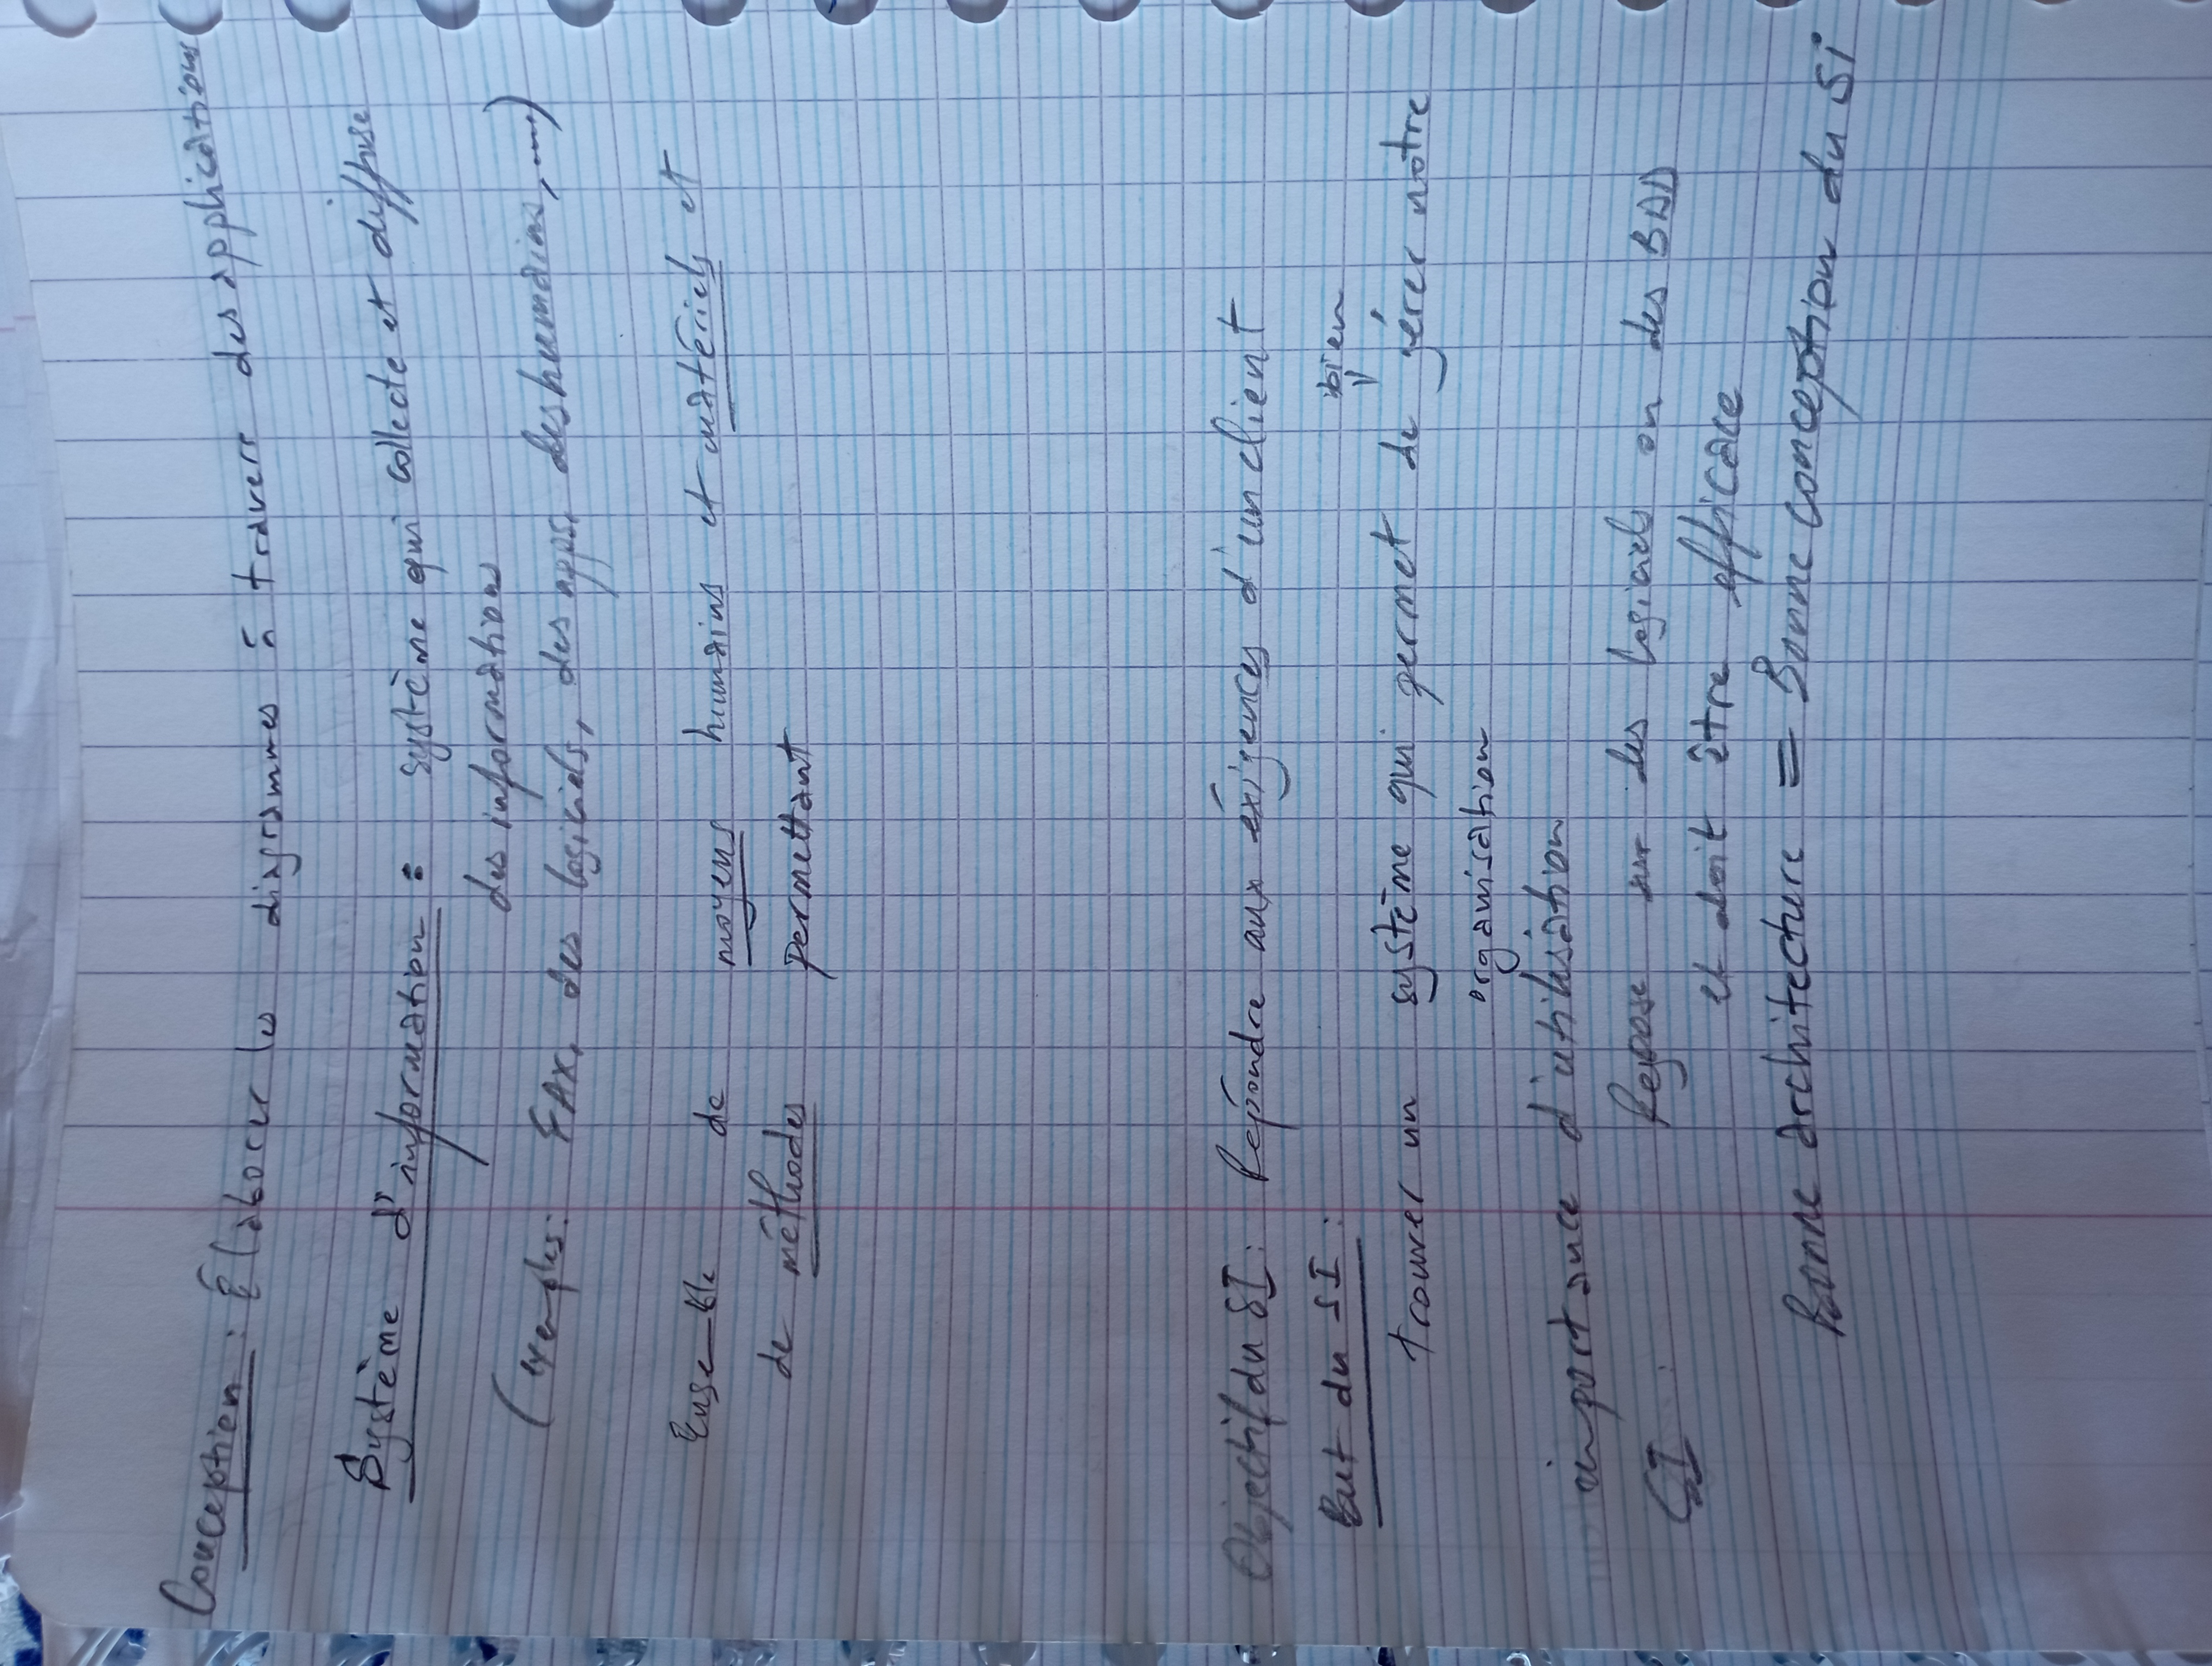 Conception : Élaborer les diagrammes à travers des applications
Système d'information : système qui collecte et diffuse
des informations
(exemples: FAX, des logiciels, des apps, des humains, ...)
Ensemble de moyens humains et matériels et
de méthodes permettant
Objectif du SI : Répondre aux exigences d'un client
But du SI :
bien
trouver un système qui permet de gérer notre
organisation
importance d'utilisation
SI : Repose sur des logiciels ou des BDD
et doit être efficace
Bonne architecture = Bonne conception du Si